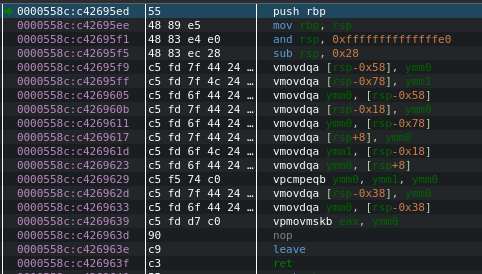 0000558c:c42695ed 55 push rbp
0000558c:c42695ee 48 89 e5 mov rbp, rsp
0000558c:c42695f1 48 83 e4 e0 and rsp, 0xffffffffffffffe0
0000558c:c42695f5 48 83 ec 28 sub rsp, 0x28
0000558c:c42695f9 c5 fd 7f 44 24 … vmovdqa [rsp-0x58], ymm0
0000558c:c42695ff c5 fd 7f 4c 24 … vmovdqa [rsp-0x78], ymm1
0000558c:c4269605 c5 fd 6f 44 24 … vmovdqa ymm0, [rsp-0x58]
0000558c:c426960b c5 fd 7f 44 24 … vmovdqa [rsp-0x18], ymm0
0000558c:c4269611 c5 fd 6f 44 24 … vmovdqa ymm0, [rsp-0x78]
0000558c:c4269617 c5 fd 7f 44 24 … vmovdqa [rsp+8], ymm0
0000558c:c426961d c5 fd 6f 4c 24 … vmovdqa ymm1, [rsp-0x18]
0000558c:c4269623 c5 fd 6f 44 24 … vmovdqa ymm0, [rsp+8]
0000558c:c4269629 c5 f5 74 c0 vpcmpeqb ymm0, ymm1, ymm0
0000558c:c426962d c5 fd 7f 44 24 … vmovdqa [rsp-0x38], ymm0
0000558c:c4269633 c5 fd 6f 44 24 … vmovdqa ymm0, [rsp-0x38]
0000558c:c4269639 c5 fd d7 c0 vpmovmskb eax, ymm0
0000558c:c426963d 90 nop
0000558c:c426963e c9 leave
0000558c:c426963f c3 ret